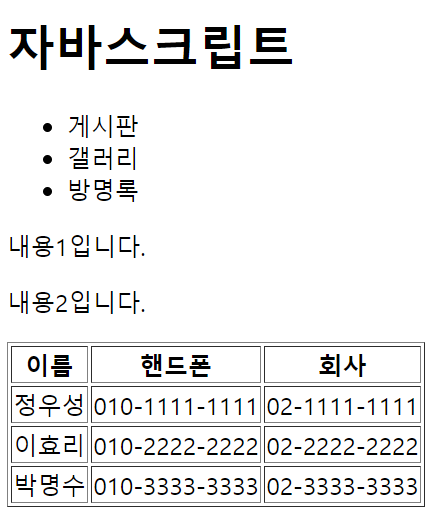 자바스크립트
게시판
갤러리
방명록
내용1입니다.
내용2입니다.
이름 핸드폰 회사
정우성 010-1111-1111 02-1111-1111
이효리 010-2222-2222 02-2222-2222
박명수 010-3333-3333 02-3333-3333